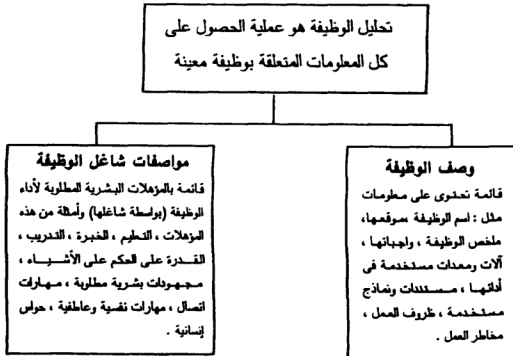 تحليل الوظيفة هو عملية الحصول على
كل المعلومات المتعلقة بوظيفة معينة
وصف الوظيفة
قائمة تحتوى على معلومات
مثل : اسم الوظيفة ، موقعها،
ملخص الوظيفة ، واجباتها ،
آلات ومعدات مستخدمة فى
أدائها ، مستندات ونماذج
مستخدمة ، ظروف العمل ،
مخاطر العمل .
مواصفات شاغل الوظيفة
قائمة بالمؤهلات البشرية المطلوبة لأداء
الوظيفة (بواسطة شاغلها) وأمثلة من هذه
المؤهلات ، التعليم ، الخبرة ، التدريب ،
القدرة على الحكم على الأشياء ،
مجهودات بشرية مطلوبة ، مهارات
اتصال ، مهارات نفسية وعاطفية ، حواس
إنسانية .